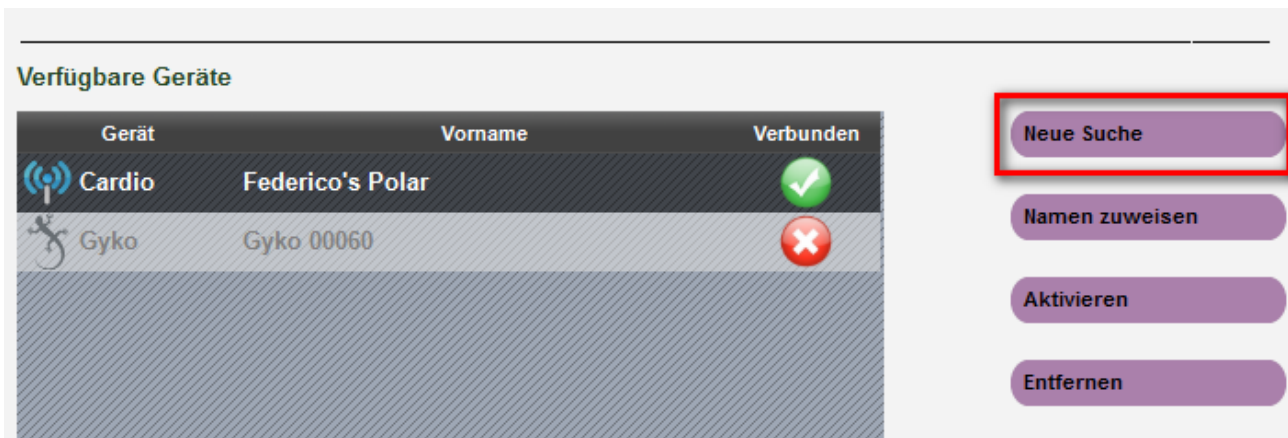 Verfügbare Geräte
Gerät Vorname Verbunden
Cardio Federico's Polar
Gyko Gyko 00060
Neue Suche
Namen zuweisen
Aktivieren
Entfernen